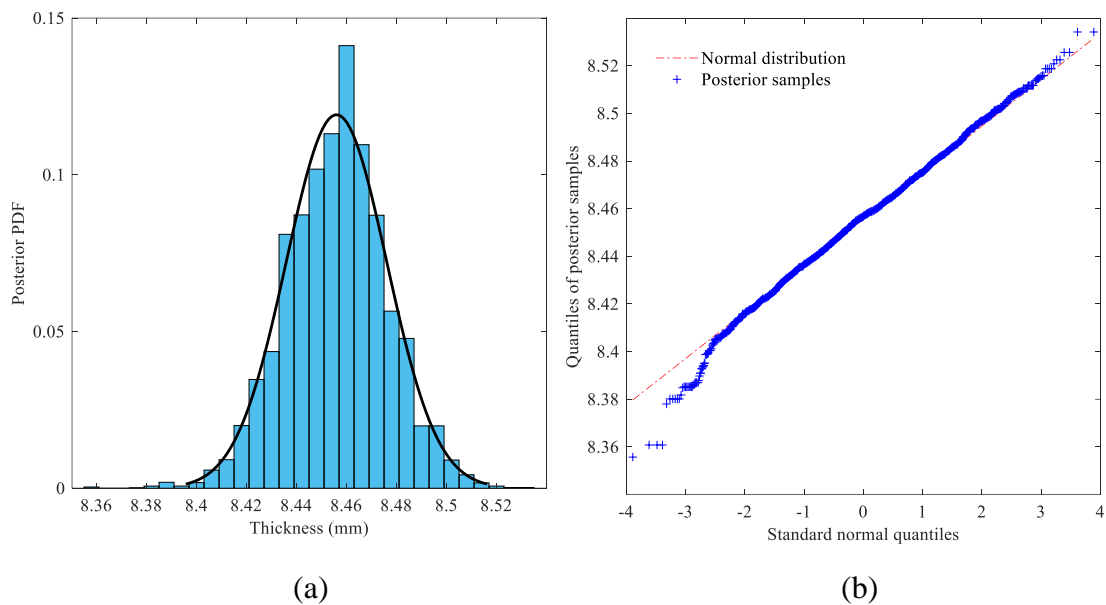 0.15
0.1
0.05
0
Posterior PDF
8.36 8.38 8.4 8.42 8.44 8.46 8.48 8.5 8.52
Thickness (mm)
(a)
Normal distribution
Posterior samples
8.52
8.5
8.48
8.46
8.44
8.42
8.4
8.38
8.36
Quantiles of posterior samples
-4 -3 -2 -1 0 1 2 3 4
Standard normal quantiles
(b)